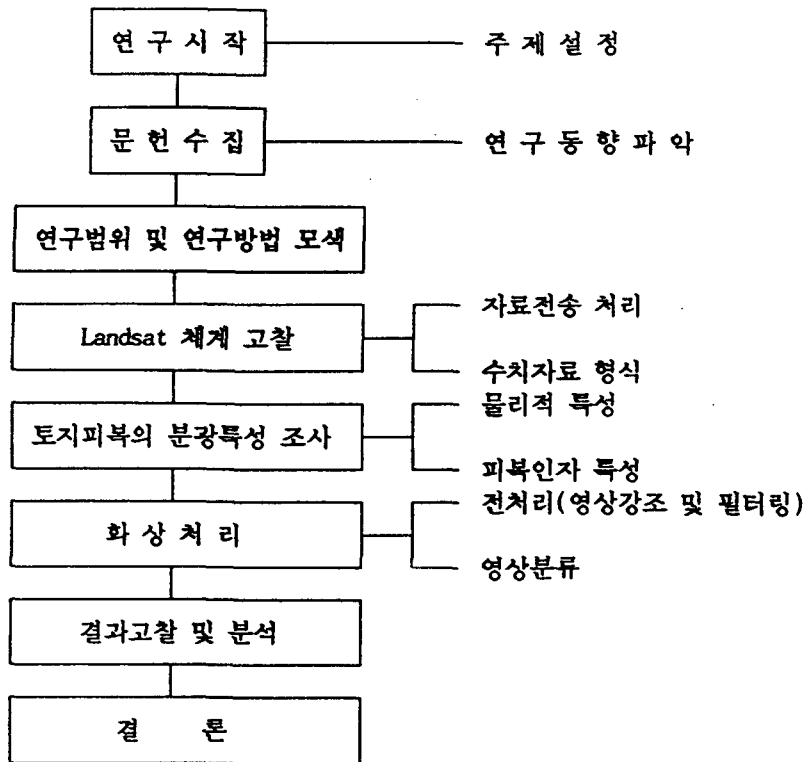 연 구 시 작
주 제 설 정
문 헌 수 집
연 구 동 향 파 악
연구범위 및 연구방법 모색
Landsat 체계 고찰
자료전송 처리
수치자료 형식
토지피복의 분광특성 조사
물리적 특성
피복인자 특성
화 상 처 리
전처리(영상강조 및 필터링)
영상분류
결과고찰 및 분석
결 론